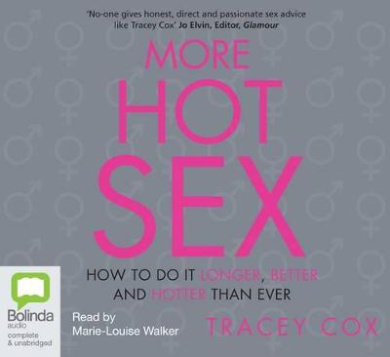 'No-one gives honest, direct and passionate sex advice
like Tracey Cox' Jo Elvin, Editor, Glamour
MORE
HOT
SEX
HOW TO DO IT LONGER, BETTER
AND HOTTER THAN EVER
Bolinda
audio
complete
& unabridged
Read by
Marie-Louise Walker
TRACEY COX